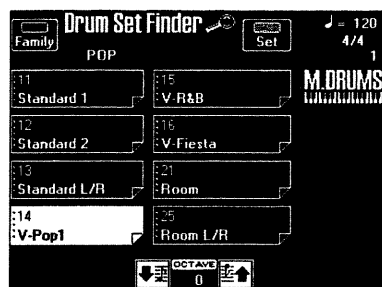 Drum Set Finder
♩= 120
Family
Set
4/4
POP
1
11
Standard 1
15
V-R&B
M.DRUMS
12
Standard 2
16
V-Fiesta
13
Standard L/R
21
Room
14
V-Pop1
25
Room L/R
OCTAVE
0